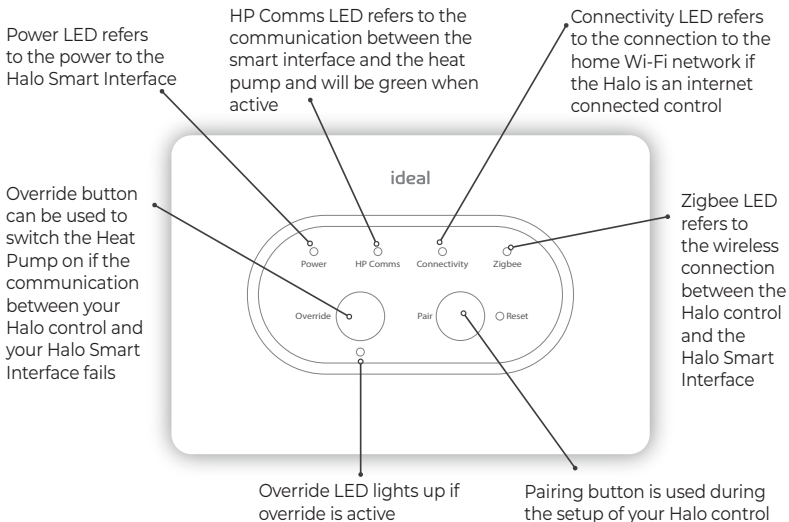 Power LED refers
to the power to the
Halo Smart Interface
HP Comms LED refers to the
communication between the
smart interface and the heat
pump and will be green when
active
Connectivity LED refers
to the connection to the
home Wi-Fi network if
the Halo is an internet
connected control
Override button
can be used to
switch the Heat
Pump on if the
communication
between your
Halo control and
your Halo Smart
Interface fails
ideal
Power
HP Comms
Connectivity
Zigbee
Override
Pair
Reset
Zigbee LED
refers to
the wireless
connection
between the
Halo control
and the
Halo Smart
Interface
Override LED lights up if
override is active
Pairing button is used during
the setup of your Halo control